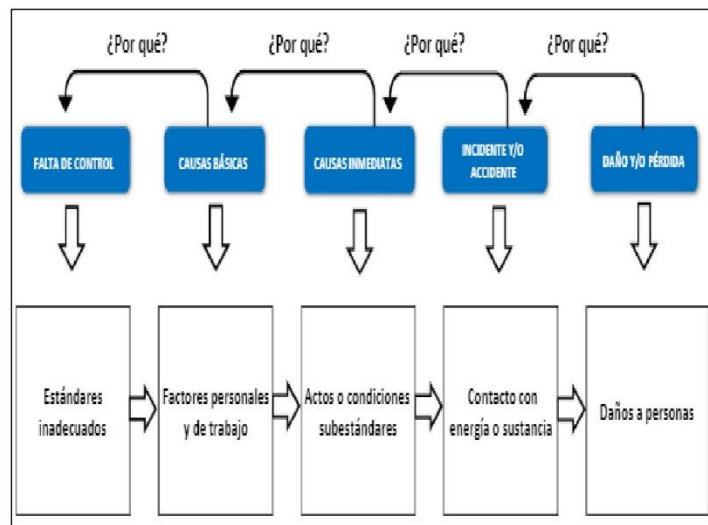 ¿Por qué?
¿Por qué?
¿Por qué?
¿Por qué?
FALTA DE CONTROL
CAUSAS BÁSICAS
CAUSAS INMEDIATAS
INCIDENTE Y/O
ACCIDENTE
DAÑO Y/O PÉRDIDA
Estándares
inadecuados
Factores personales
y de trabajo
Actos o condiciones
subestándares
Contacto con
energía o sustancia
Daños a personas